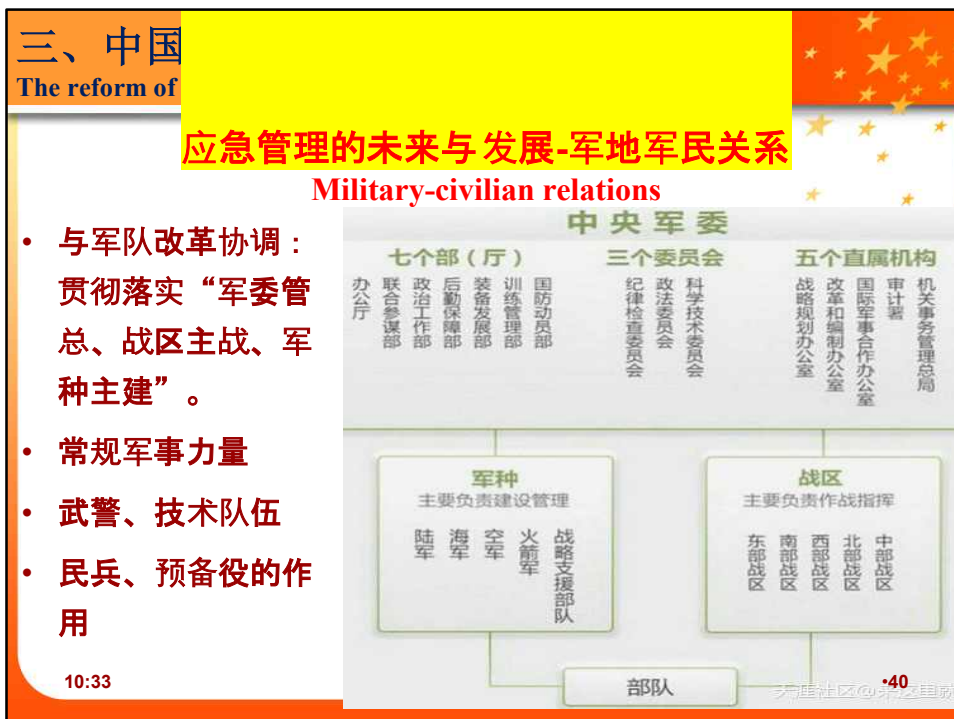 三、中国
The reform of
应急管理的未来与发展-军地军民关系
Military-civilian relations
• 与军队改革协调：
贯彻落实“军委管
总、战区主战、军
种主建”。
• 常规军事力量
• 武警、技术队伍
• 民兵、预备役的作
用
中央军委
七个部（厅）
办公厅
联合参谋部
政治工作部
后勤保障部
装备发展部
训练管理部
国防动员部
三个委员会
纪律检查委员会
政法委员会
科学技术委员会
五个直属机构
战略规划办公室
改革和编制办公室
国际军事合作办公室
审计署
机关事务管理总局
军种
主要负责建设管理
陆军
海军
空军
火箭军
战略支援部队
战区
主要负责作战指挥
东部战区
南部战区
西部战区
北部战区
中部战区
部队
天涯社区@
10:33
•40